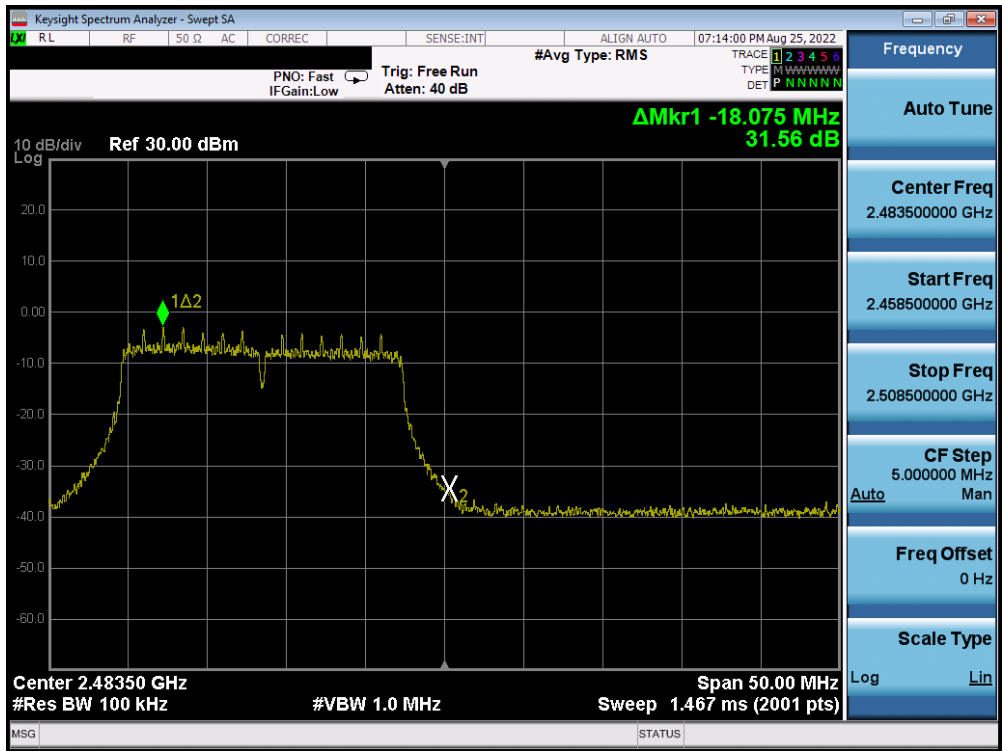 Keysight Spectrum Analyzer - Swept SA
LXI RL RF 50 Ω AC CORREC SENSE:INT ALIGN AUTO 07:14:00 PM Aug 25, 2022
#Avg Type: RMS
TRACE 1 2 3 4 5 6
PNO: Fast Trig: Free Run
TYPE M WWWWW
IFGain:Low Atten: 40 dB
DET P N N N N N
ΔMkr1 -18.075 MHz
31.56 dB
10 dB/div Ref 30.00 dBm
Log
20.0
10.0
0.00
-10.0
-20.0
-30.0
-40.0
-50.0
-60.0
1Δ2
X2
Center 2.48350 GHz Span 50.00 MHz
#Res BW 100 kHz #VBW 1.0 MHz Sweep 1.467 ms (2001 pts)
MSG STATUS
Frequency
Auto Tune
Center Freq
2.483500000 GHz
Start Freq
2.458500000 GHz
Stop Freq
2.508500000 GHz
CF Step
5.000000 MHz
Auto Man
Freq Offset
0 Hz
Scale Type
Log Lin